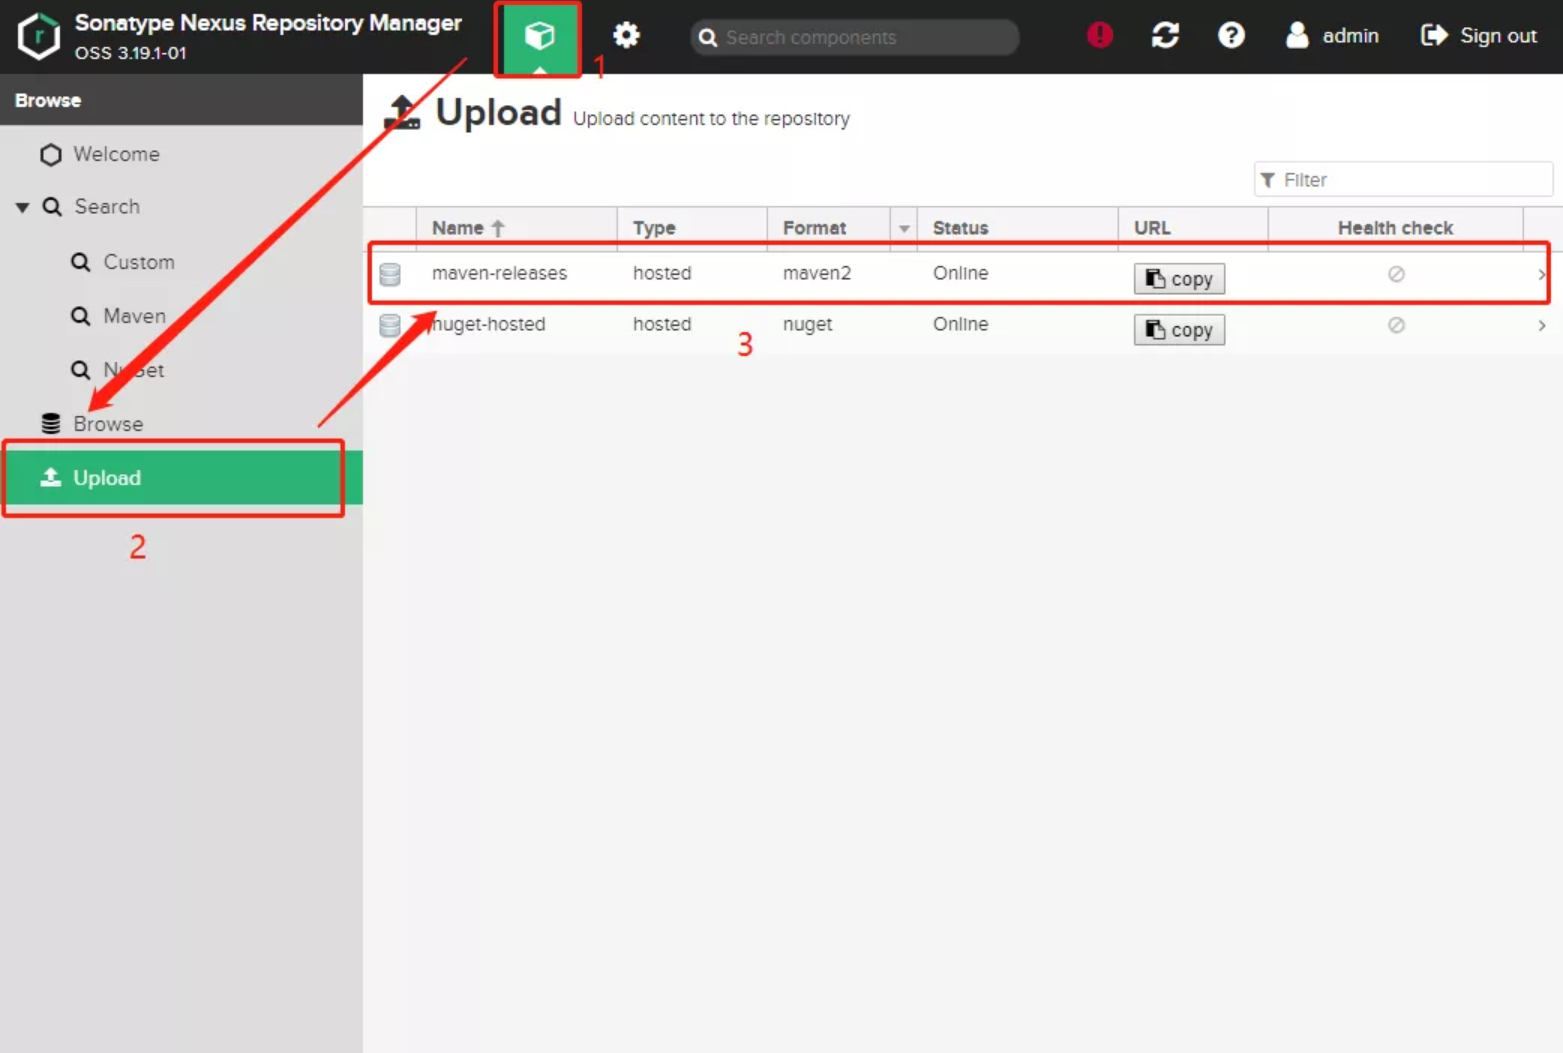 Sonatype Nexus Repository Manager
OSS 3.19.1-01
1
Search components
admin
Sign out
Browse
Welcome
Search
Custom
Maven
NuGet
Browse
Upload
2
Upload Upload content to the repository
Filter
Name Type Format Status URL Health check
maven-releases hosted maven2 Online copy
nuget-hosted hosted nuget Online copy
3